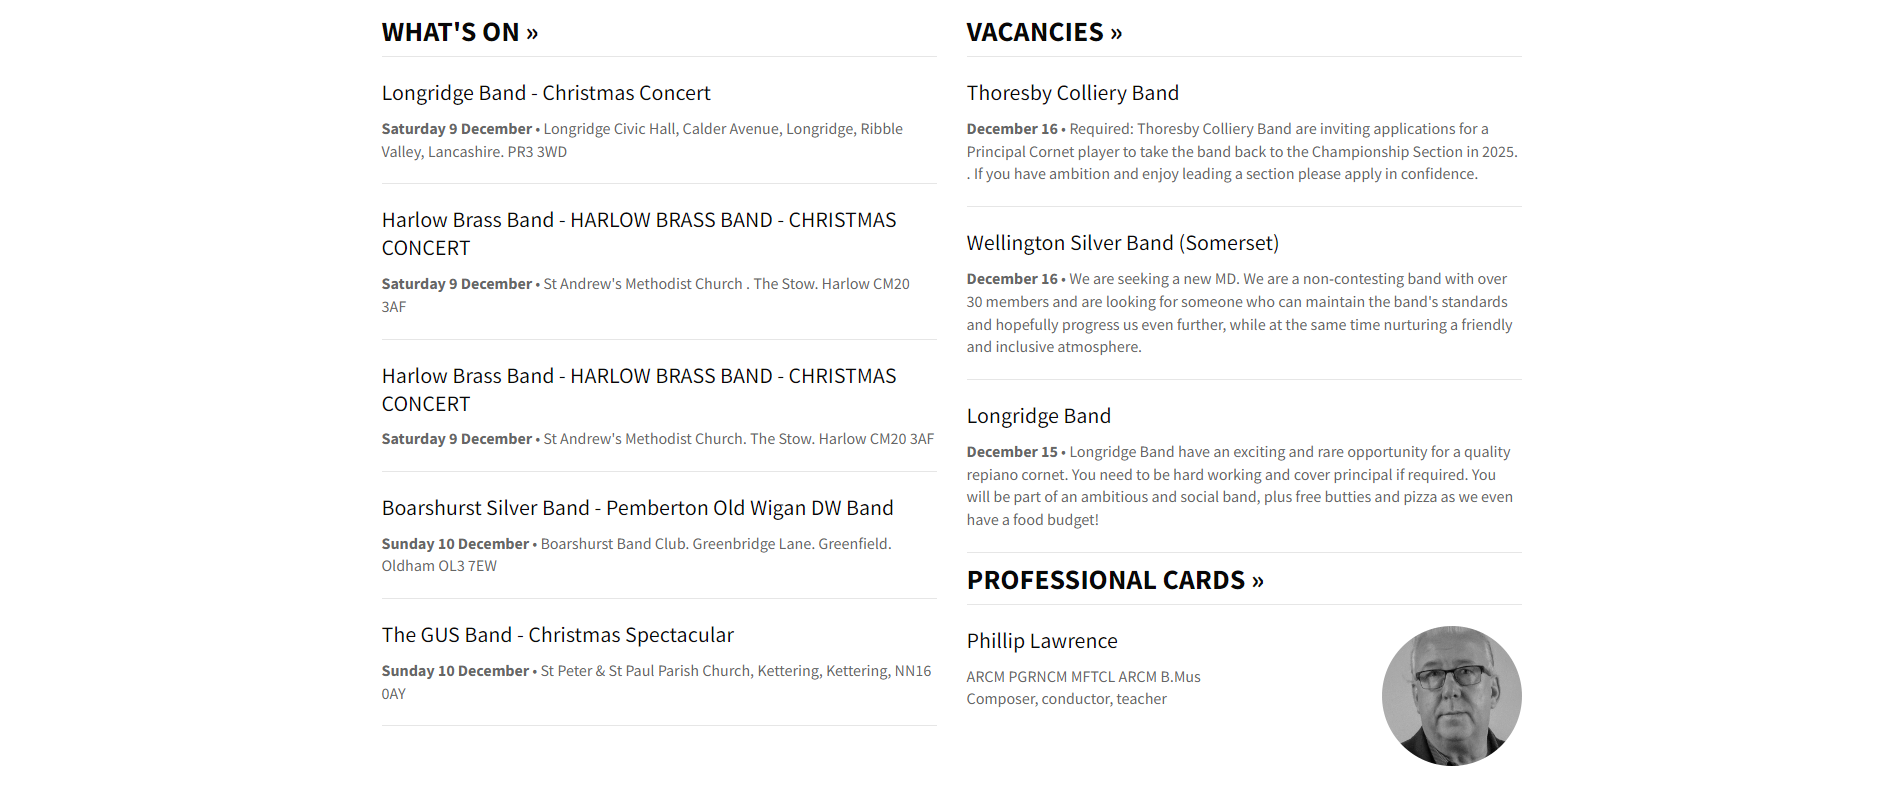 WHAT'S ON »
Longridge Band - Christmas Concert
Saturday 9 December • Longridge Civic Hall, Calder Avenue, Longridge, Ribble
Valley, Lancashire. PR3 3WD
Harlow Brass Band - HARLOW BRASS BAND - CHRISTMAS
CONCERT
Saturday 9 December • St Andrew's Methodist Church . The Stow. Harlow CM20
3AF
Harlow Brass Band - HARLOW BRASS BAND - CHRISTMAS
CONCERT
Saturday 9 December • St Andrew's Methodist Church. The Stow. Harlow CM20 3AF
Boarshurst Silver Band - Pemberton Old Wigan DW Band
Sunday 10 December • Boarshurst Band Club. Greenbridge Lane. Greenfield.
Oldham OL3 7EW
The GUS Band - Christmas Spectacular
Sunday 10 December • St Peter & St Paul Parish Church, Kettering, Kettering, NN16
0AY
VACANCIES »
Thoresby Colliery Band
December 16 • Required: Thoresby Colliery Band are inviting applications for a
Principal Cornet player to take the band back to the Championship Section in 2025.
. If you have ambition and enjoy leading a section please apply in confidence.
Wellington Silver Band (Somerset)
December 16 • We are seeking a new MD. We are a non-contesting band with over
30 members and are looking for someone who can maintain the band's standards
and hopefully progress us even further, while at the same time nurturing a friendly
and inclusive atmosphere.
Longridge Band
December 15 • Longridge Band have an exciting and rare opportunity for a quality
repiano cornet. You need to be hard working and cover principal if required. You
will be part of an ambitious and social band, plus free butties and pizza as we even
have a food budget!
PROFESSIONAL CARDS »
Phillip Lawrence
ARCM PGRNCM MFTCL ARCM B.Mus
Composer, conductor, teacher